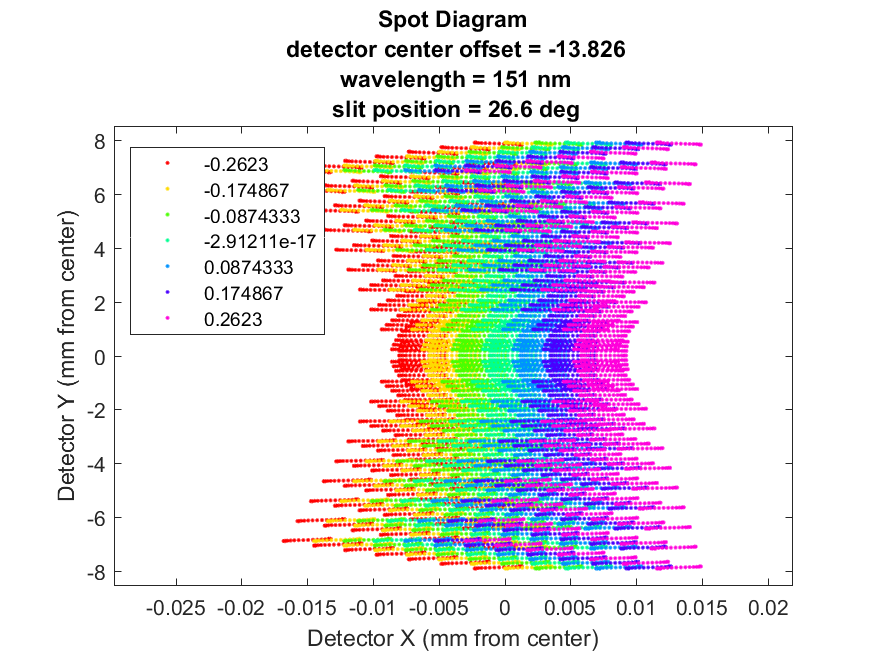 Spot Diagram
detector center offset = -13.826
wavelength = 151 nm
slit position = 26.6 deg
8
6
4
2
0
-2
-4
-6
-8
Detector Y (mm from center)
-0.2623
-0.174867
-0.0874333
-2.91211e-17
0.0874333
0.174867
0.2623
-0.025 -0.02 -0.015 -0.01 -0.005 0 0.005 0.01 0.015 0.02
Detector X (mm from center)